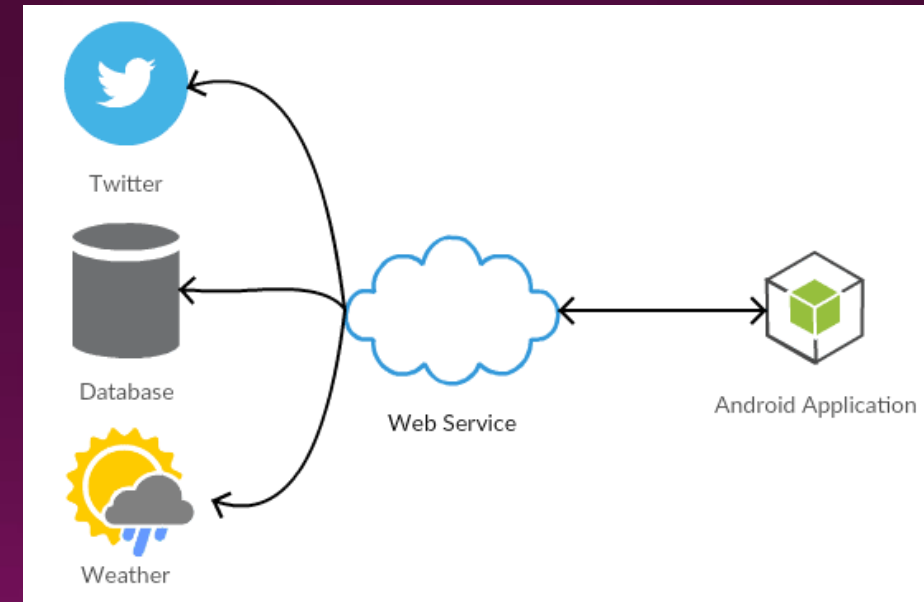 Twitter
Database
Web Service
Android Application
Weather